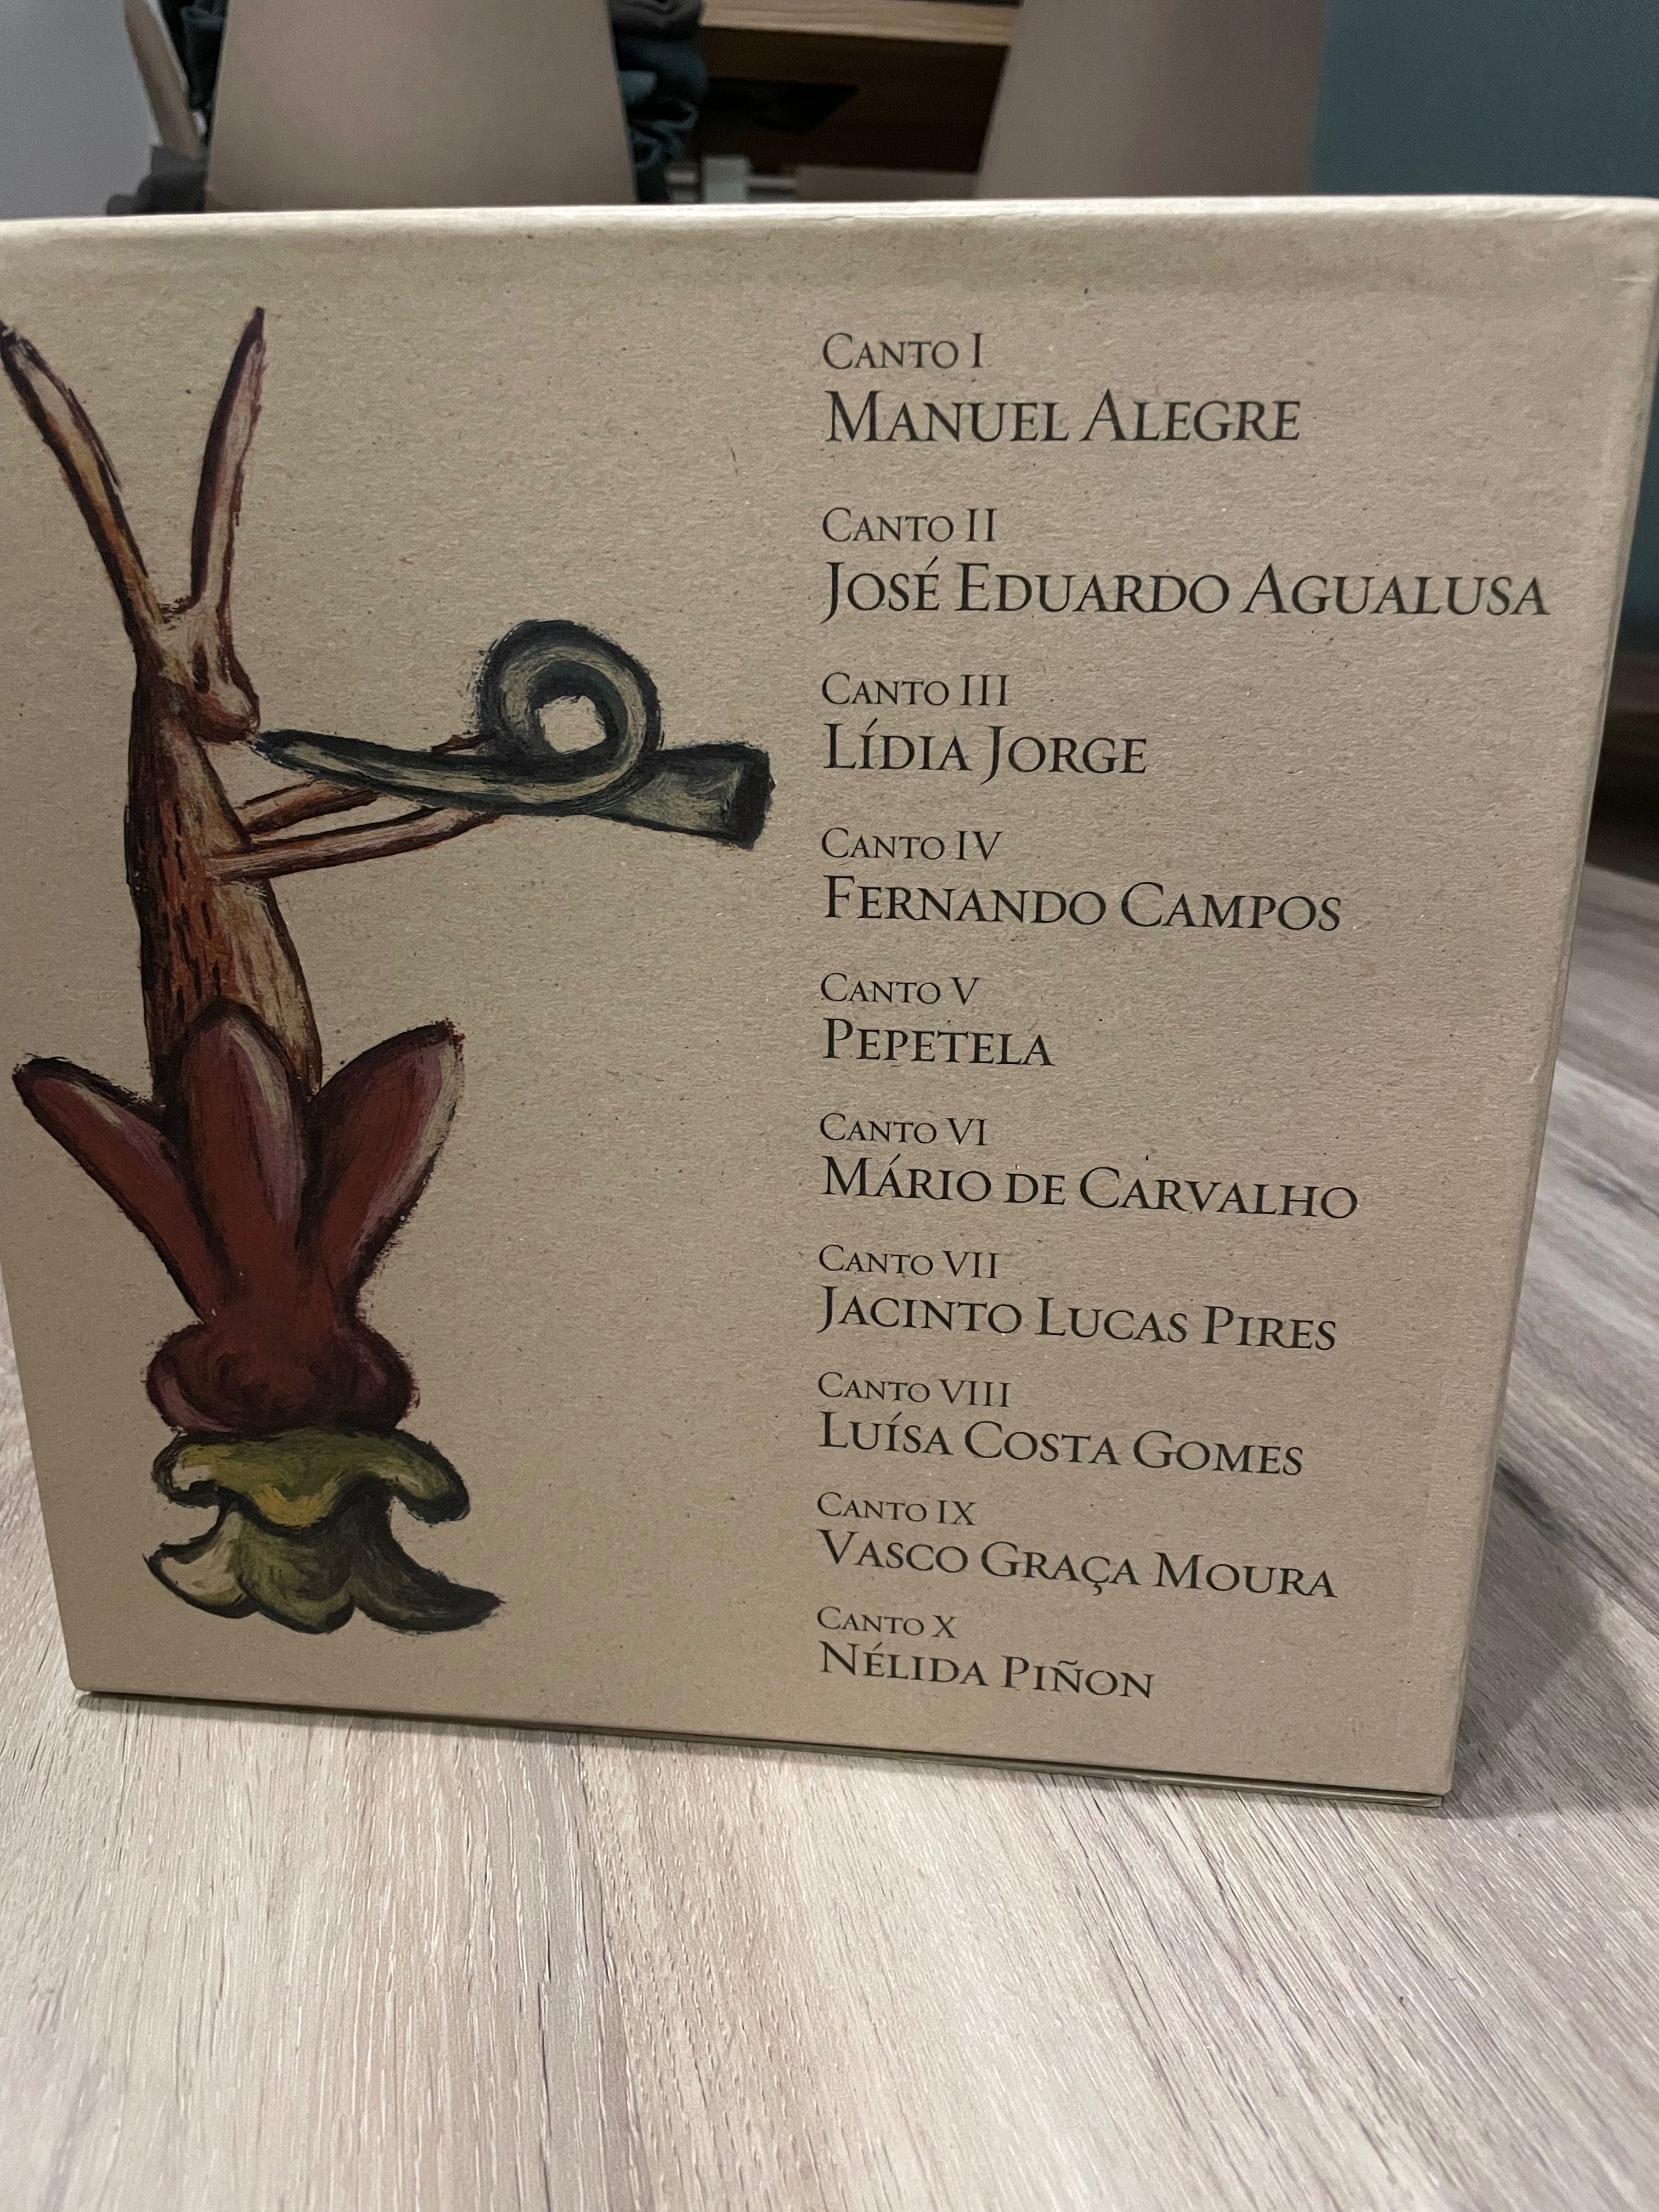 Canto I
Manuel Alegre
Canto II
José Eduardo Agualusa
Canto III
Lídia Jorge
Canto IV
Fernando Campos
Canto V
Pepetela
Canto VI
Mário de Carvalho
Canto VII
Jacinto Lucas Pires
Canto VIII
Luísa Costa Gomes
Canto IX
Vasco Graça Moura
Canto X
Nélida Piñon